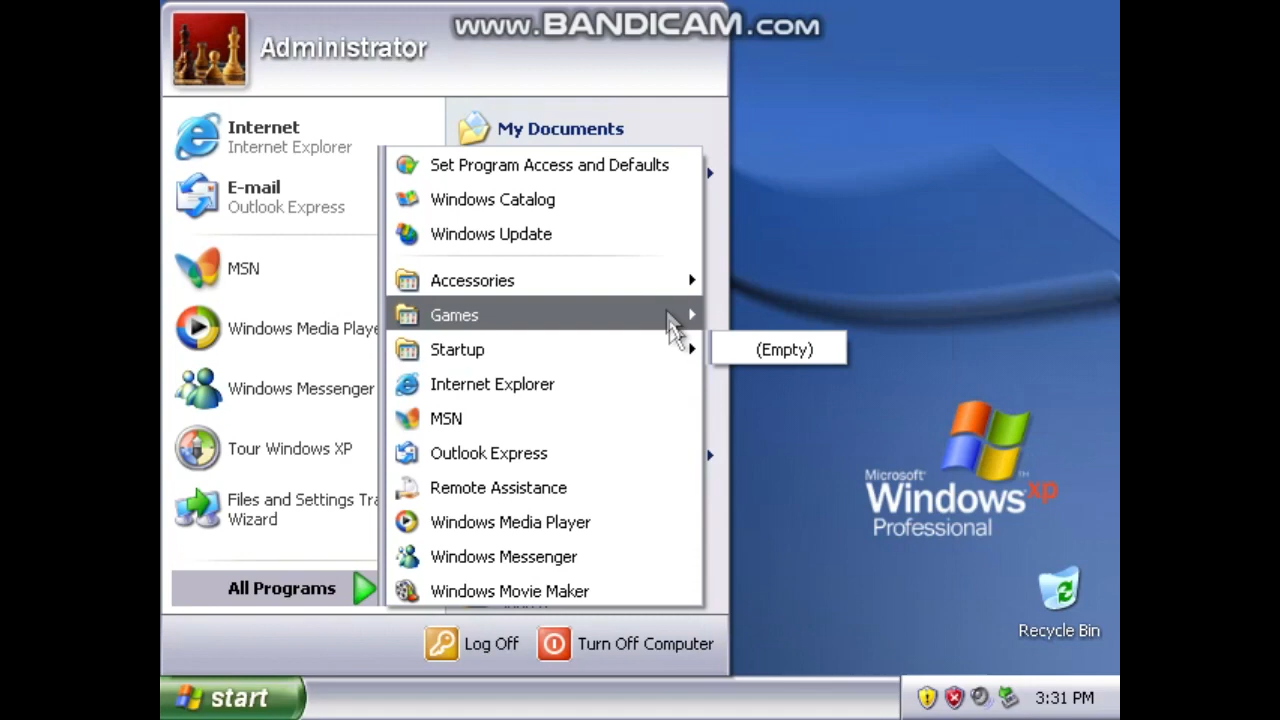 www.BANDICAM.com
Administrator
Internet
Internet Explorer
E-mail
Outlook Express
MSN
Windows Media Playe
Windows Messenger
Tour Windows XP
Files and Settings Tra
Wizard
All Programs
My Documents
Set Program Access and Defaults
Windows Catalog
Windows Update
Accessories
Games
Startup
Internet Explorer
MSN
Outlook Express
Remote Assistance
Windows Media Player
Windows Messenger
Windows Movie Maker
(Empty)
Log Off
Turn Off Computer
Microsoft
Windows xp
Professional
Recycle Bin
start
3:31 PM